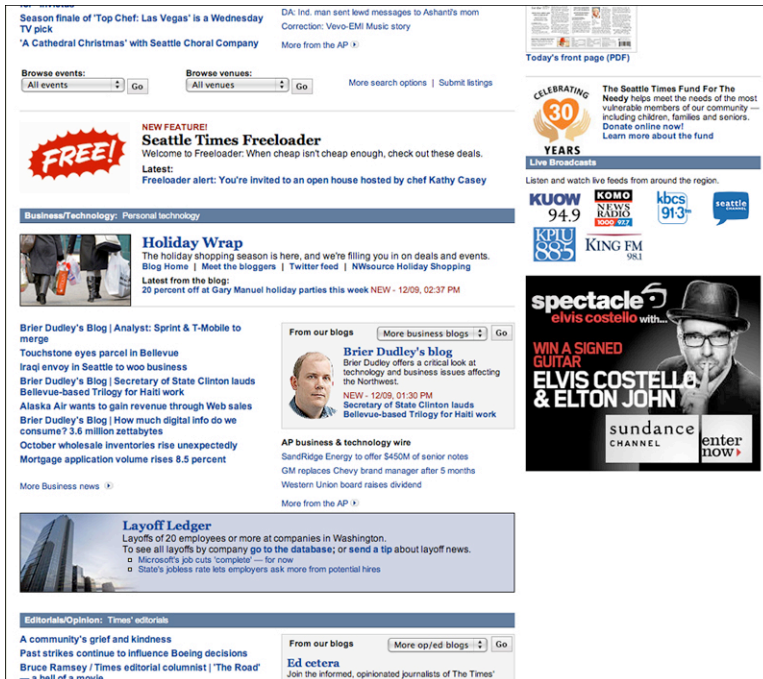 Season finale of 'Top Chef: Las Vegas' is a Wednesday
TV pick
'A Cathedral Christmas' with Seattle Choral Company
DA: Ind. man sent lewd messages to Ashanti's mom
Correction: Vevo-EMI Music story
More from the AP
Browse events:
All events Go
Browse venues:
All venues Go
More search options | Submit listings
FREE!
NEW FEATURE!
Seattle Times Freeloader
Welcome to Freeloader: When cheap isn't cheap enough, check out these deals.
Latest:
Freeloader alert: You're invited to an open house hosted by chef Kathy Casey
Business/Technology: Personal technology
Holiday Wrap
The holiday shopping season is here, and we're filling you in on deals and events.
Blog Home | Meet the bloggers | Twitter feed | NWsource Holiday Shopping
Latest from the blog:
20 percent off at Gary Manuel holiday parties this week NEW - 12/09, 02:37 PM
Brier Dudley's Blog | Analyst: Sprint & T-Mobile to
merge
Touchstone eyes parcel in Bellevue
Iraqi envoy in Seattle to woo business
Brier Dudley's Blog | Secretary of State Clinton lauds
Bellevue-based Trilogy for Haiti work
Alaska Air wants to gain revenue through Web sales
Brier Dudley's Blog | How much digital info do we
consume? 3.6 million zettabytes
October wholesale inventories rise unexpectedly
Mortgage application volume rises 8.5 percent
More Business news
From our blogs More business blogs Go
Brier Dudley's blog
Brier Dudley offers a critical look at
technology and business issues affecting
the Northwest.
NEW - 12/09, 01:30 PM
Secretary of State Clinton lauds
Bellevue-based Trilogy for Haiti work
AP business & technology wire
SandRidge Energy to offer $450M of senior notes
GM replaces Chevy brand manager after 5 months
Western Union board raises dividend
More from the AP
Layoff Ledger
Layoffs of 20 employees or more at companies in Washington.
To see all layoffs by company go to the database; or send a tip about layoff news.
Microsoft's job cuts 'complete' — for now
State's jobless rate lets employers ask more from potential hires
Editorials/Opinion: Times' editorials
A community's grief and kindness
Past strikes continue to influence Boeing decisions
Bruce Ramsey / Times editorial columnist | 'The Road'
— a hell of a movie
From our blogs More op/ed blogs Go
Ed cetera
Join the informed, opinionated journalists of The Times'
Today's front page (PDF)
CELEBRATING
30
YEARS
The Seattle Times Fund For The
Needy helps meet the needs of the most
vulnerable members of our community —
including children, families and seniors.
Donate online now!
Learn more about the fund
Live Broadcasts
Listen and watch live feeds from around the region.
KUOW
94.9
KOMO
NEWS
RADIO
1000 97.7
kbcs
91.3
seattle
CHANNEL
KPLU
88.5
KING FM
98.1
spectacle
elvis costello with...
WIN A SIGNED
GUITAR
ELVIS COSTELLO
& ELTON JOHN
sundance
CHANNEL
enter
now